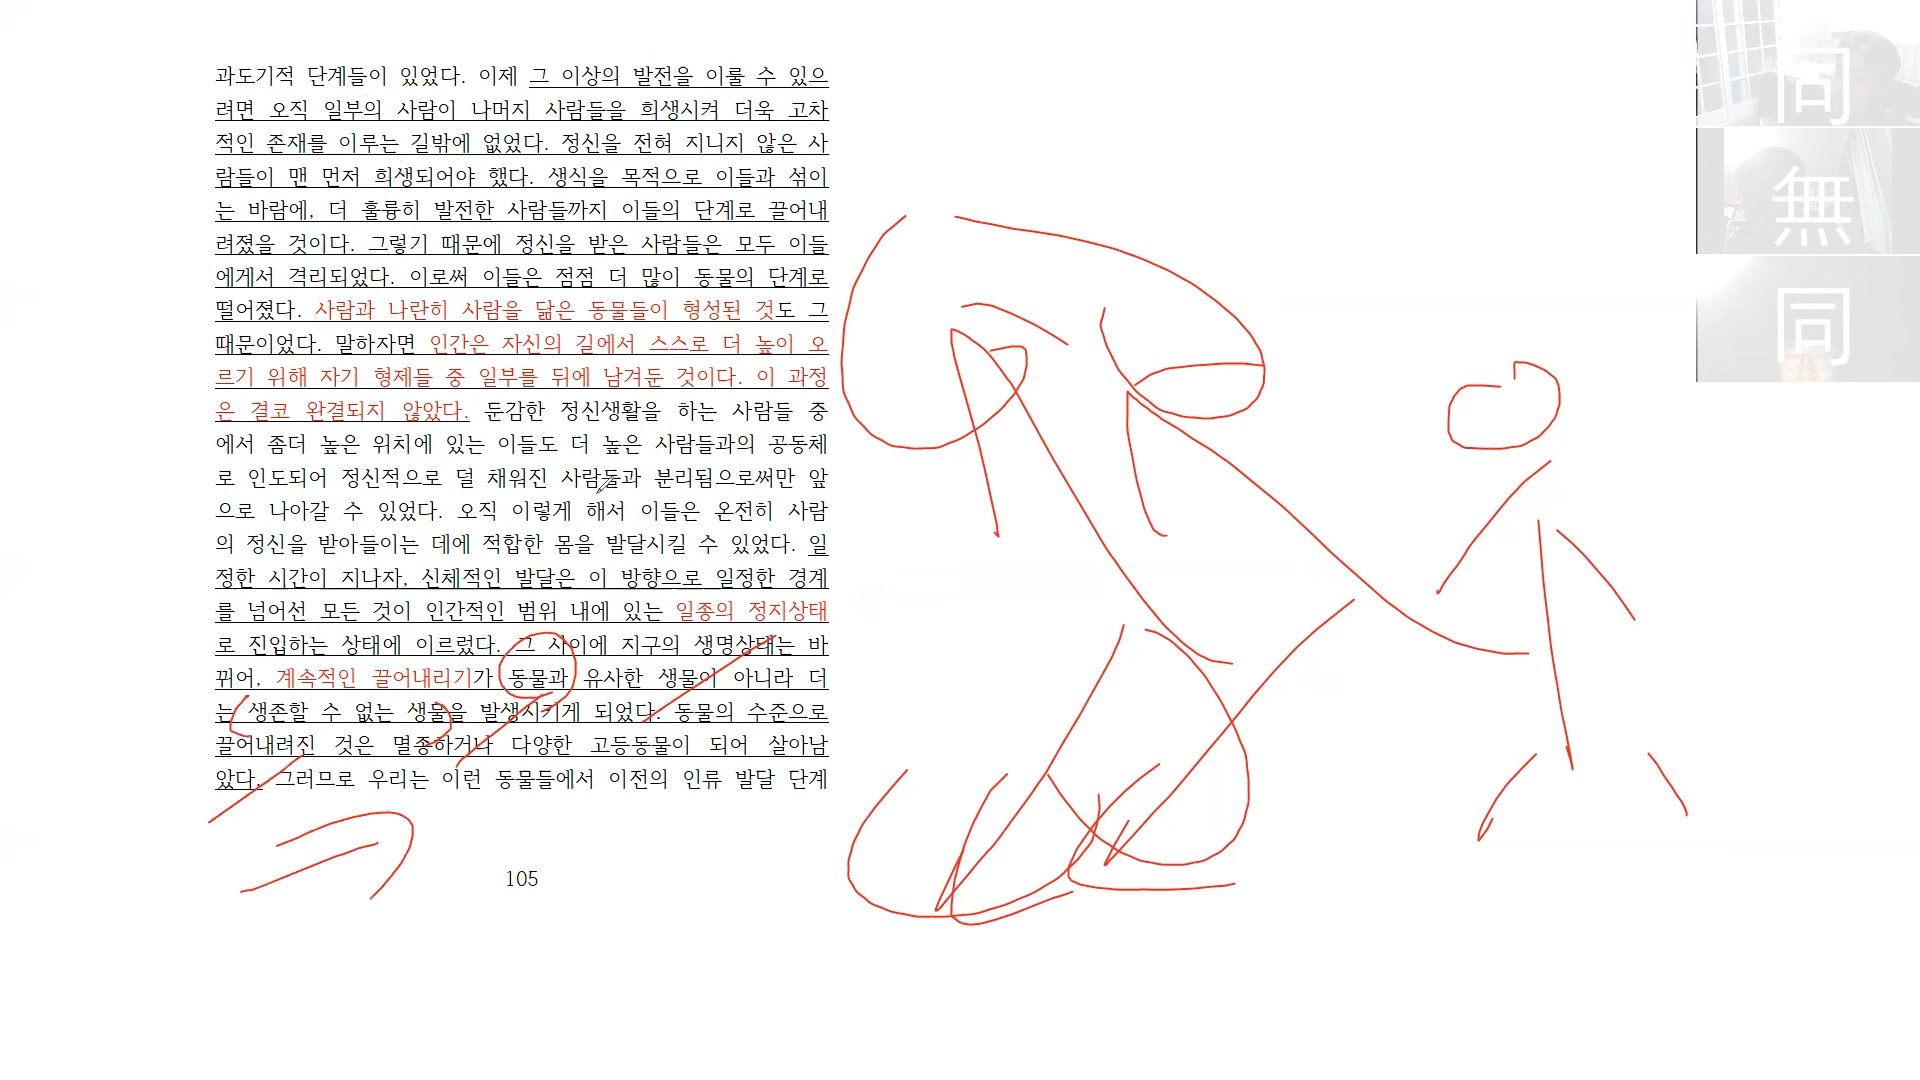 과도기적 단계들이 있었다. 이제 그 이상의 발전을 이룰 수 있으
려면 오직 일부의 사람이 나머지 사람들을 희생시켜 더욱 고차
적인 존재를 이루는 길밖에 없었다. 정신을 전혀 지니지 않은 사
람들이 맨 먼저 희생되어야 했다. 생식을 목적으로 이들과 섞이
는 바람에, 더 훌륭히 발전한 사람들까지 이들의 단계로 끌어내
려졌을 것이다. 그렇기 때문에 정신을 받은 사람들은 모두 이들
에게서 격리되었다. 이로써 이들은 점점 더 많이 동물의 단계로
떨어졌다. 사람과 나란히 사람을 닮은 동물들이 형성된 것도 그
때문이었다. 말하자면 인간은 자신의 길에서 스스로 더 높이 오
르기 위해 자기 형제들 중 일부를 뒤에 남겨둔 것이다. 이 과정
은 결코 완결되지 않았다. 둔감한 정신생활을 하는 사람들 중
에서 좀더 높은 위치에 있는 이들도 더 높은 사람들과의 공동체
로 인도되어 정신적으로 덜 채워진 사람들과 분리됨으로써만 앞
으로 나아갈 수 있었다. 오직 이렇게 해서 이들은 온전히 사람
의 정신을 받아들이는 데에 적합한 몸을 발달시킬 수 있었다. 일
정한 시간이 지나자, 신체적인 발달은 이 방향으로 일정한 경계
를 넘어선 모든 것이 인간적인 범위 내에 있는 일종의 정지상태
로 진입하는 상태에 이르렀다. 그 사이에 지구의 생명상태는 바
뀌어, 계속적인 끌어내리기가 동물과 유사한 생물이 아니라 더
는 생존할 수 없는 생물을 발생시키게 되었다. 동물의 수준으로
끌어내려진 것은 멸종하거나 다양한 고등동물이 되어 살아남
았다. 그러므로 우리는 이런 동물들에서 이전의 인류 발달 단계
105
同
無
同